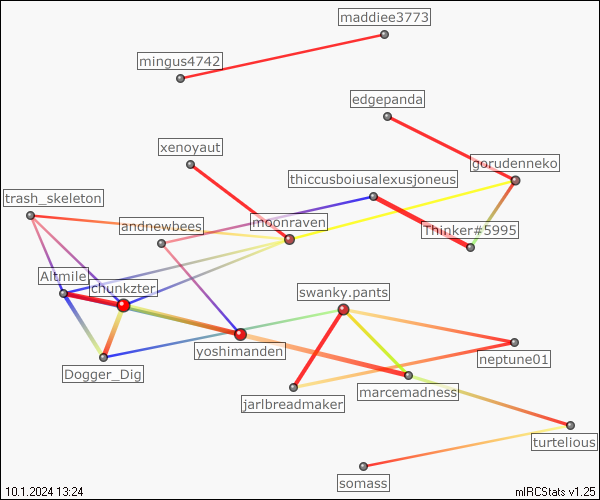 maddiee3773
mingus4742
edgepanda
xenoyaut
gorudenneko
thiccusboiusalexusjoneus
trash_skeleton
andnewbees
moonraven
Thinker#5995
Altmile
chunkzter
swanky.pants
yoshimanden
neptune01
Dogger_Dig
marcemadness
jarlbreadmaker
turtelious
somass
10.1.2024 13:24
mIRCStats v1.25